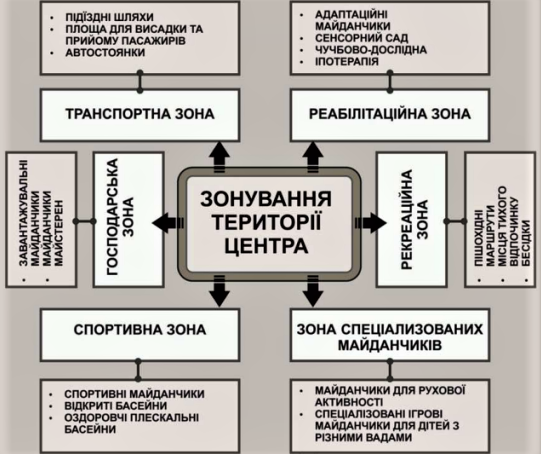 • ПІДЇЗДНІ ШЛЯХИ
• ПЛОЩА ДЛЯ ВИСАДКИ ТА
ПРИЙОМУ ПАСАЖИРІВ
• АВТОСТОЯНКИ
• АДАПТАЦІЙНІ
МАЙДАНЧИКИ
• СЕНСОРНИЙ САД
• ЧУЧБОВО-ДОСЛІДНА
• ІПОТЕРАПІЯ
ТРАНСПОРТНА ЗОНА
РЕАБІЛІТАЦІЙНА ЗОНА
• ЗАВАНТАЖУВАЛЬНІ
МАЙДАНЧИКИ
• МАЙДАНЧИКИ
• МАЙСТЕРЕН
ГОСПОДАРСЬКА
ЗОНА
ЗОНУВАННЯ
ТЕРИТОРІЇ
ЦЕНТРА
РЕКРЕАЦІЙНА
ЗОНА
• ПІШОХІДНІ
МАРШРУТИ
• МІСЦЯ ТИХОГО
ВІДПОЧИНКУ
• БЕСІДКИ
СПОРТИВНА ЗОНА
ЗОНА СПЕЦІАЛІЗОВАНИХ
МАЙДАНЧИКІВ
• СПОРТИВНІ МАЙДАНЧИКИ
• ВІДКРИТІ БАСЕЙНИ
• ОЗДОРОВЧІ ПЛЕСКАЛЬНІ
БАСЕЙНИ
• МАЙДАНЧИКИ ДЛЯ РУХОВОЇ
АКТИВНОСТІ
• СПЕЦІАЛІЗОВАНІ ІГРОВІ
МАЙДАНЧИКИ ДЛЯ ДІТЕЙ З
РІЗНИМИ ВАДАМИ